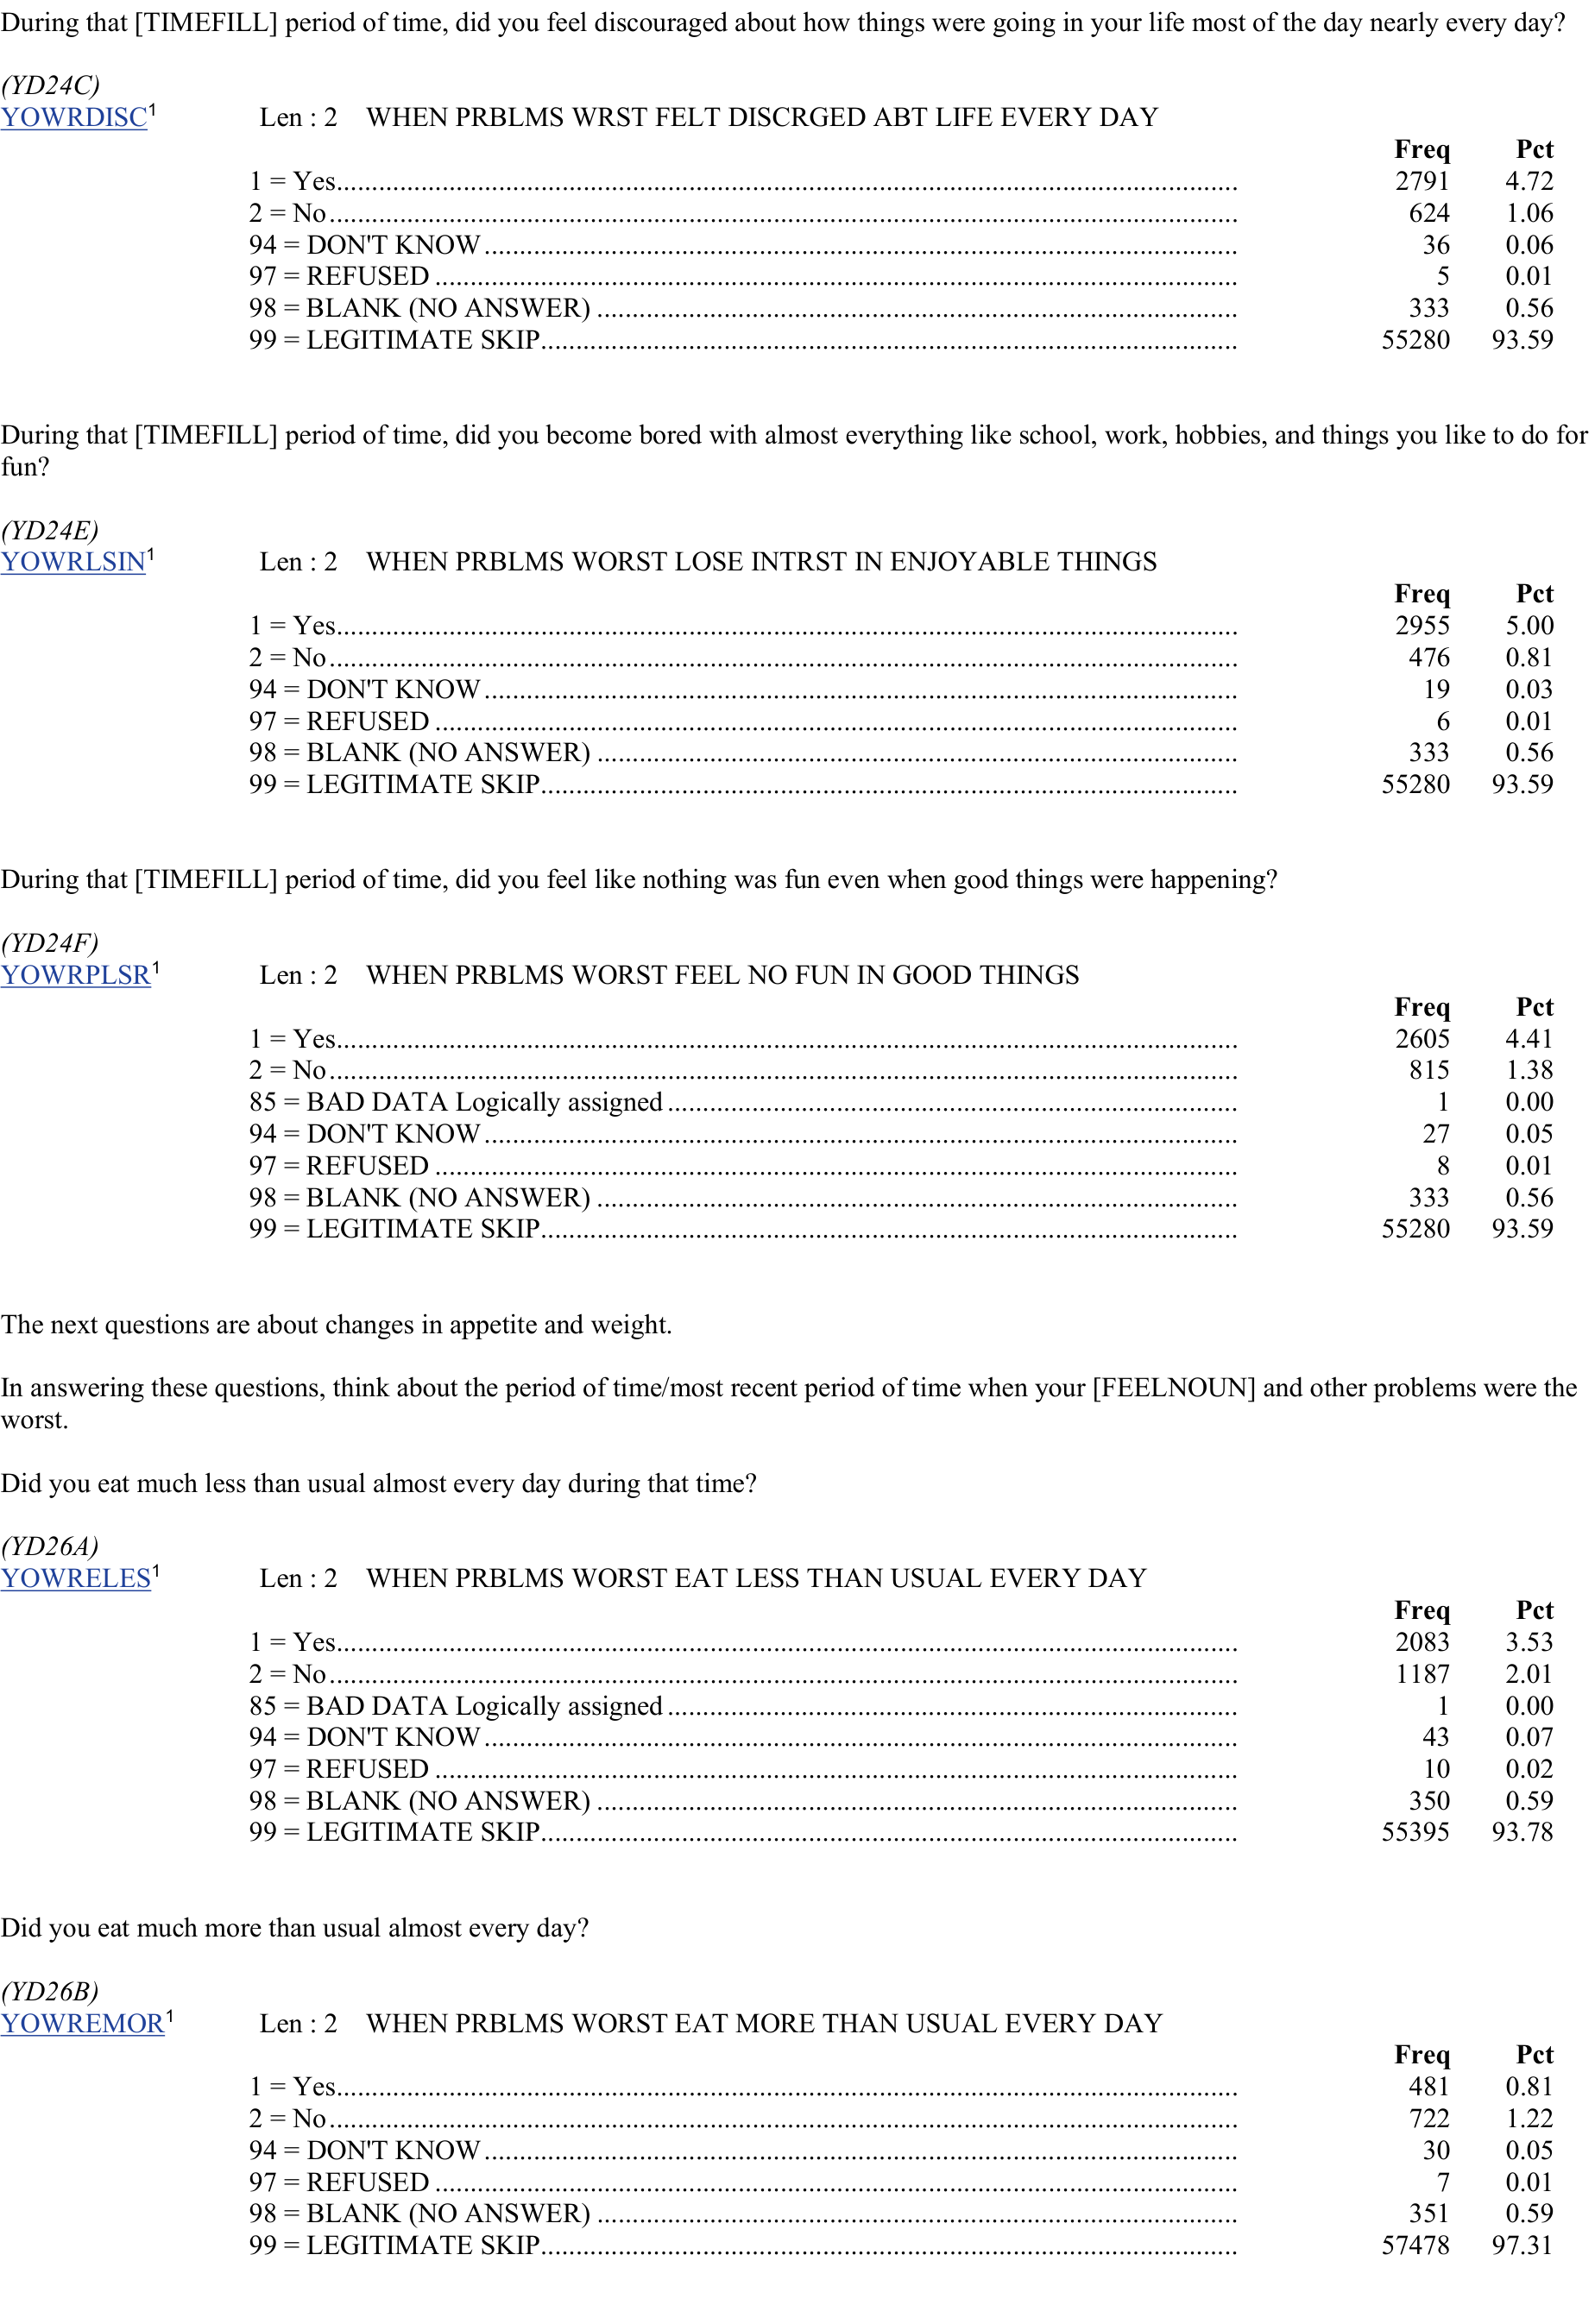 During that [TIMEFILL] period of time, did you feel discouraged about how things were going in your life most of the day nearly every day?
(YD24C)
YOWRDISC1 Len : 2 WHEN PRBLMS WRST FELT DISCRGED ABT LIFE EVERY DAY
Freq Pct
1 = Yes 2791 4.72
2 = No 624 1.06
94 = DON'T KNOW 36 0.06
97 = REFUSED 5 0.01
98 = BLANK (NO ANSWER) 333 0.56
99 = LEGITIMATE SKIP 55280 93.59
During that [TIMEFILL] period of time, did you become bored with almost everything like school, work, hobbies, and things you like to do for
fun?
(YD24E)
YOWRLSIN1 Len : 2 WHEN PRBLMS WORST LOSE INTRST IN ENJOYABLE THINGS
Freq Pct
1 = Yes 2955 5.00
2 = No 476 0.81
94 = DON'T KNOW 19 0.03
97 = REFUSED 6 0.01
98 = BLANK (NO ANSWER) 333 0.56
99 = LEGITIMATE SKIP 55280 93.59
During that [TIMEFILL] period of time, did you feel like nothing was fun even when good things were happening?
(YD24F)
YOWRPLSR1 Len : 2 WHEN PRBLMS WORST FEEL NO FUN IN GOOD THINGS
Freq Pct
1 = Yes 2605 4.41
2 = No 815 1.38
85 = BAD DATA Logically assigned 1 0.00
94 = DON'T KNOW 27 0.05
97 = REFUSED 8 0.01
98 = BLANK (NO ANSWER) 333 0.56
99 = LEGITIMATE SKIP 55280 93.59
The next questions are about changes in appetite and weight.
In answering these questions, think about the period of time/most recent period of time when your [FEELNOUN] and other problems were the
worst.
Did you eat much less than usual almost every day during that time?
(YD26A)
YOWRELES1 Len : 2 WHEN PRBLMS WORST EAT LESS THAN USUAL EVERY DAY
Freq Pct
1 = Yes 2083 3.53
2 = No 1187 2.01
85 = BAD DATA Logically assigned 1 0.00
94 = DON'T KNOW 43 0.07
97 = REFUSED 10 0.02
98 = BLANK (NO ANSWER) 350 0.59
99 = LEGITIMATE SKIP 55395 93.78
Did you eat much more than usual almost every day?
(YD26B)
YOWREMOR1 Len : 2 WHEN PRBLMS WORST EAT MORE THAN USUAL EVERY DAY
Freq Pct
1 = Yes 481 0.81
2 = No 722 1.22
94 = DON'T KNOW 30 0.05
97 = REFUSED 7 0.01
98 = BLANK (NO ANSWER) 351 0.59
99 = LEGITIMATE SKIP 57478 97.31